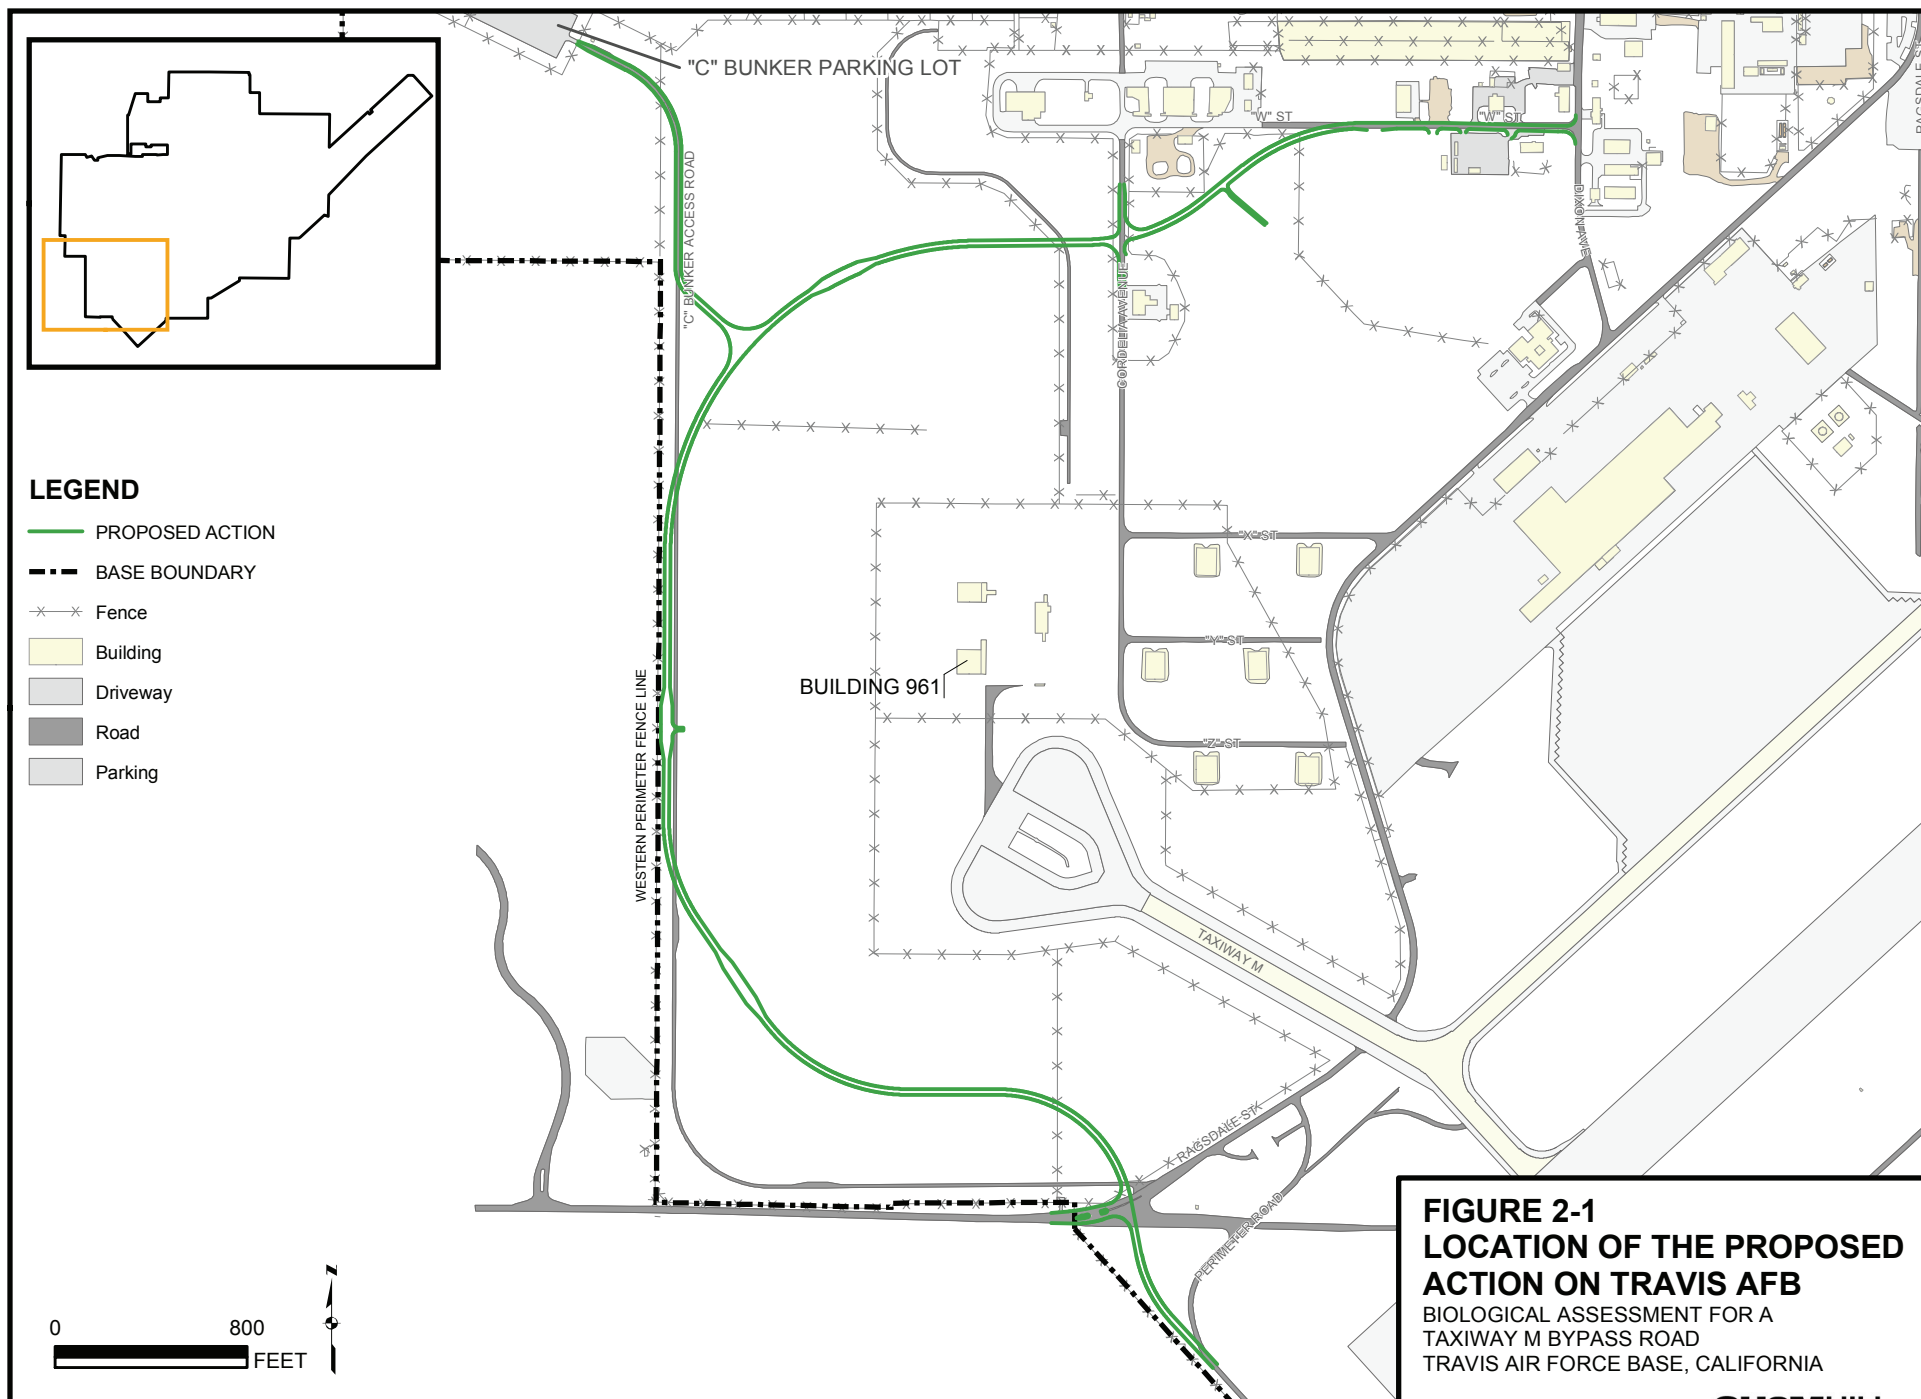 "C" BUNKER PARKING LOT
"W" ST
"W" ST
RAGSDALE ST
"C" BUNKER ACCESS ROAD
DIXON AVE
CORDELIA AVENUE
LEGEND
PROPOSED ACTION
BASE BOUNDARY
Fence
Building
Driveway
Road
Parking
"X" ST
"Y" ST
"Z" ST
BUILDING 961
WESTERN PERIMETER FENCE LINE
TAXIWAY M
RAGSDALE ST
PERIMETER ROAD
N
0 800
FEET
FIGURE 2-1
LOCATION OF THE PROPOSED
ACTION ON TRAVIS AFB
BIOLOGICAL ASSESSMENT FOR A
TAXIWAY M BYPASS ROAD
TRAVIS AIR FORCE BASE, CALIFORNIA